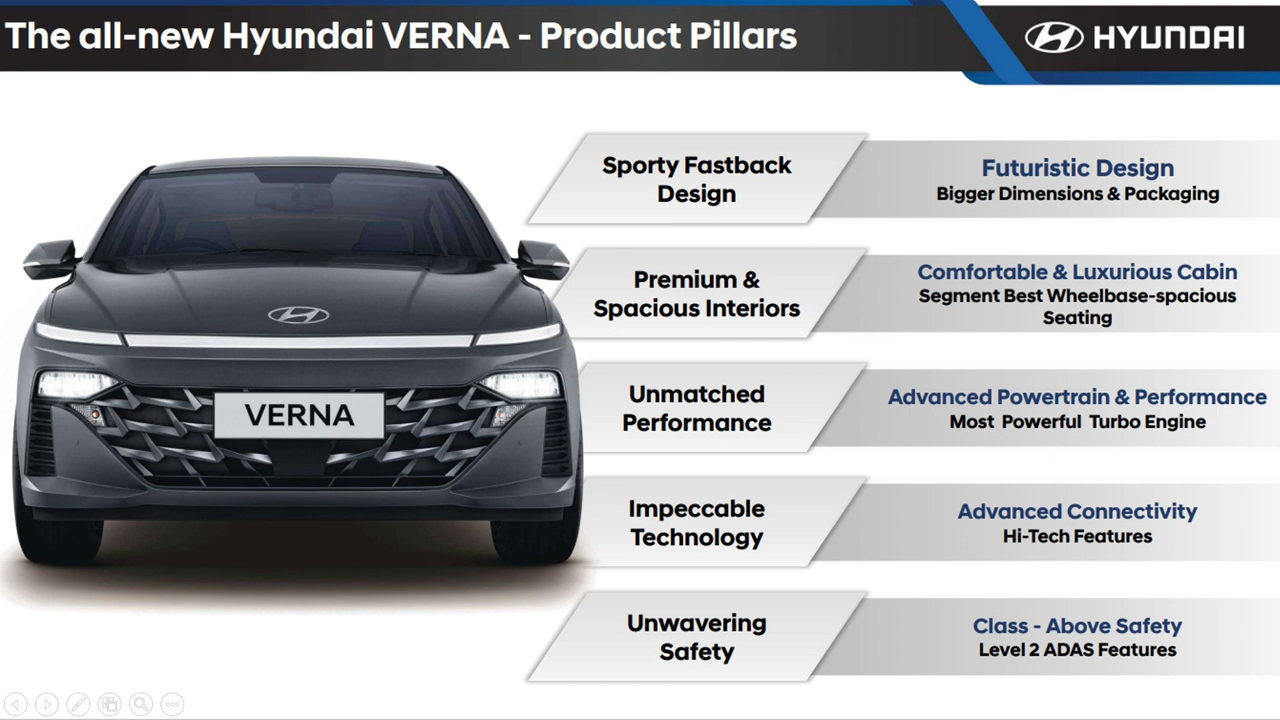 The all-new Hyundai VERNA - Product Pillars
HYUNDAI
Sporty Fastback
Design
Futuristic Design
Bigger Dimensions & Packaging
Premium &
Spacious Interiors
Comfortable & Luxurious Cabin
Segment Best Wheelbase-spacious
Seating
Unmatched
Performance
Advanced Powertrain & Performance
Most Powerful Turbo Engine
VERNA
Impeccable
Technology
Advanced Connectivity
Hi-Tech Features
Unwavering
Safety
Class - Above Safety
Level 2 ADAS Features